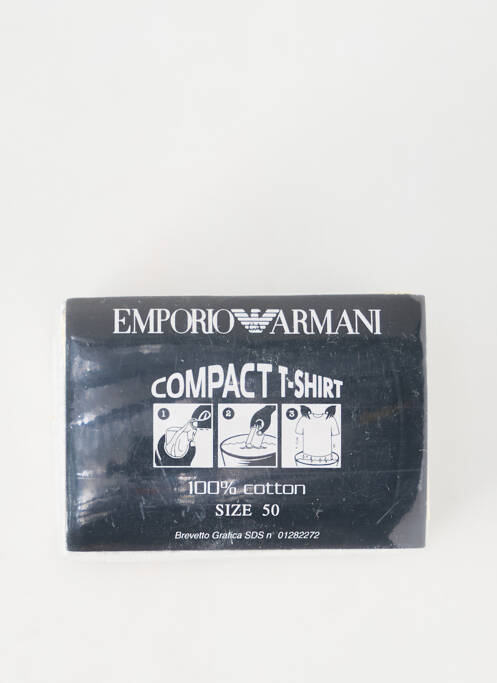 EMPORIO ARMANI
COMPACT T-SHIRT
1 2 3
100% cotton
SIZE 50
Brevetto Grafica SDS n° 01282272